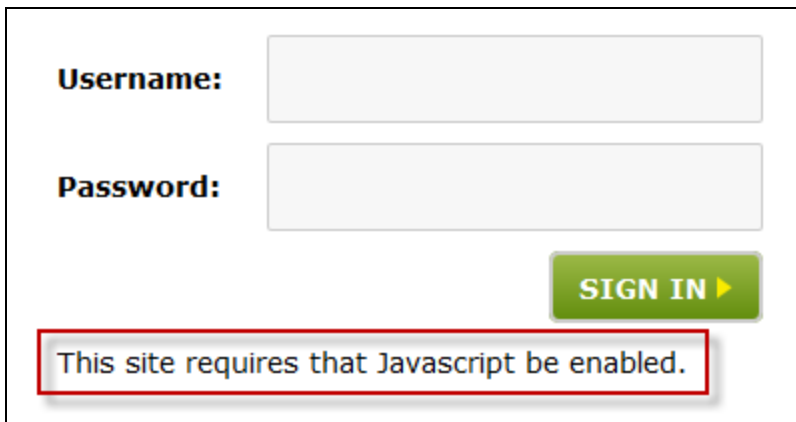 Username:
Password:
SIGN IN
This site requires that Javascript be enabled.